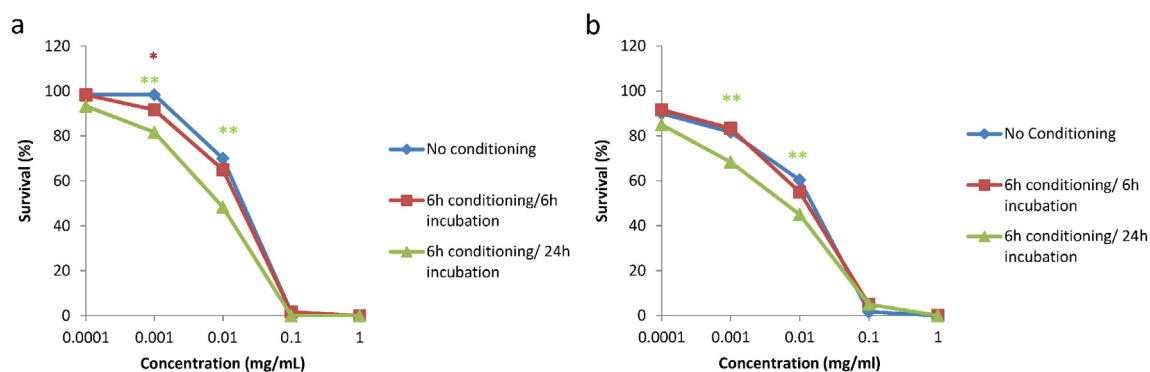 a
120
100
80
60
40
20
0
Survival (%)
*
**
**
0.0001 0.001 0.01 0.1 1
Concentration (mg/mL)
No conditioning
6h conditioning/6h
incubation
6h conditioning/ 24h
incubation
b
120
100
80
60
40
20
0
Survival (%)
**
**
0.0001 0.001 0.01 0.1 1
Concentration (mg/ml)
No Conditioning
6h conditioning/ 6h
incubation
6h conditioning/ 24h
incubation